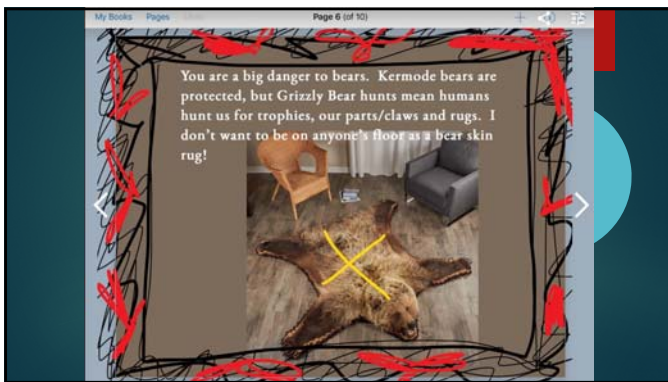 My Books Pages
Page 6 (of 10)
You are a big danger to bears. Kermode bears are
protected, but Grizzly Bear hunts mean humans
hunt us for trophies, our parts/claws and rugs. I
don't want to be on anyone's floor as a bear skin
rug!